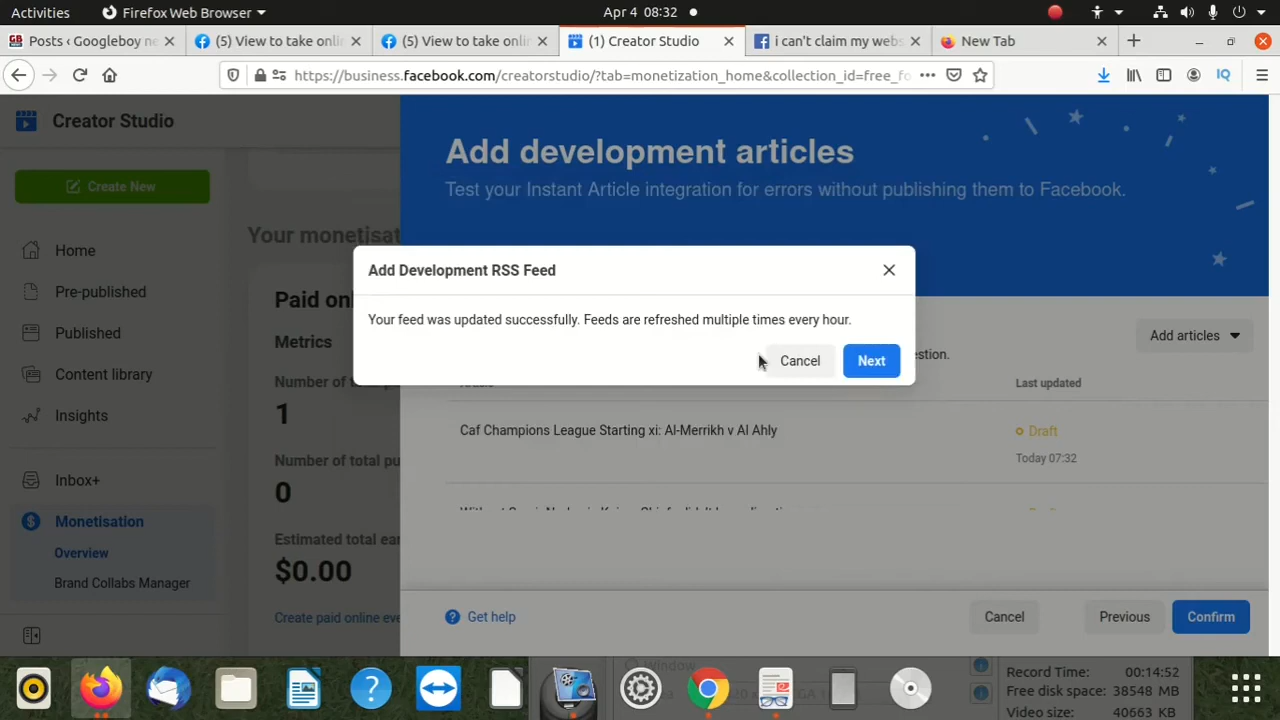 Activities Firefox Web Browser Apr 4 08:32
Posts ‹ Googleboy ne (5) View to take onli (5) View to take onli (1) Creator Studio i can't claim my webs New Tab
https://business.facebook.com/creatorstudio/?tab=monetization_home&collection_id=free_fo
Creator Studio
Create New
Home
Pre-published
Published
Content library
Insights
Inbox+
Monetisation
Overview
Brand Collabs Manager
Your monetisat
Paid onl
Metrics
Number of
1
Number of total pu
0
Estimated total ear
$0.00
Create paid online eve
Add development articles
Test your Instant Article integration for errors without publishing them to Facebook.
Add articles
estion.
Last updated
Caf Champions League Starting xi: Al-Merrikh v Al Ahly
Draft
Today 07:32
Get help
Cancel Previous Confirm
Add Development RSS Feed
Your feed was updated successfully. Feeds are refreshed multiple times every hour.
Cancel Next
Window
Record Time: 00:14:52
Free disk space: 38548 MB
Video size: 40663 KB